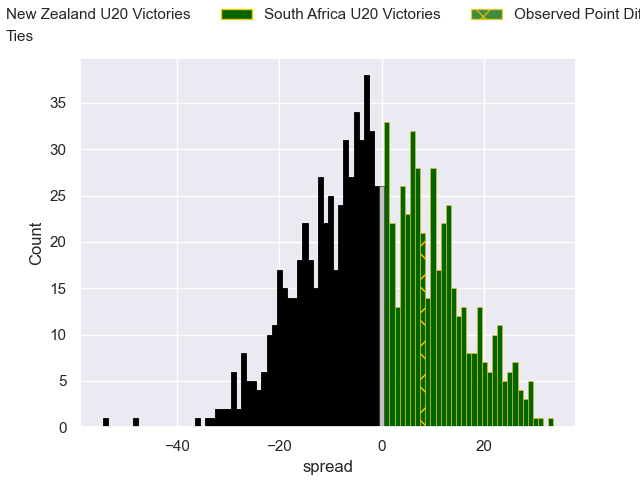 New Zealand U20 Victories South Africa U20 Victories Observed Point Dif
Ties
35
30
25
20
15
10
5
0
Count
−40 −20 0 20
spread